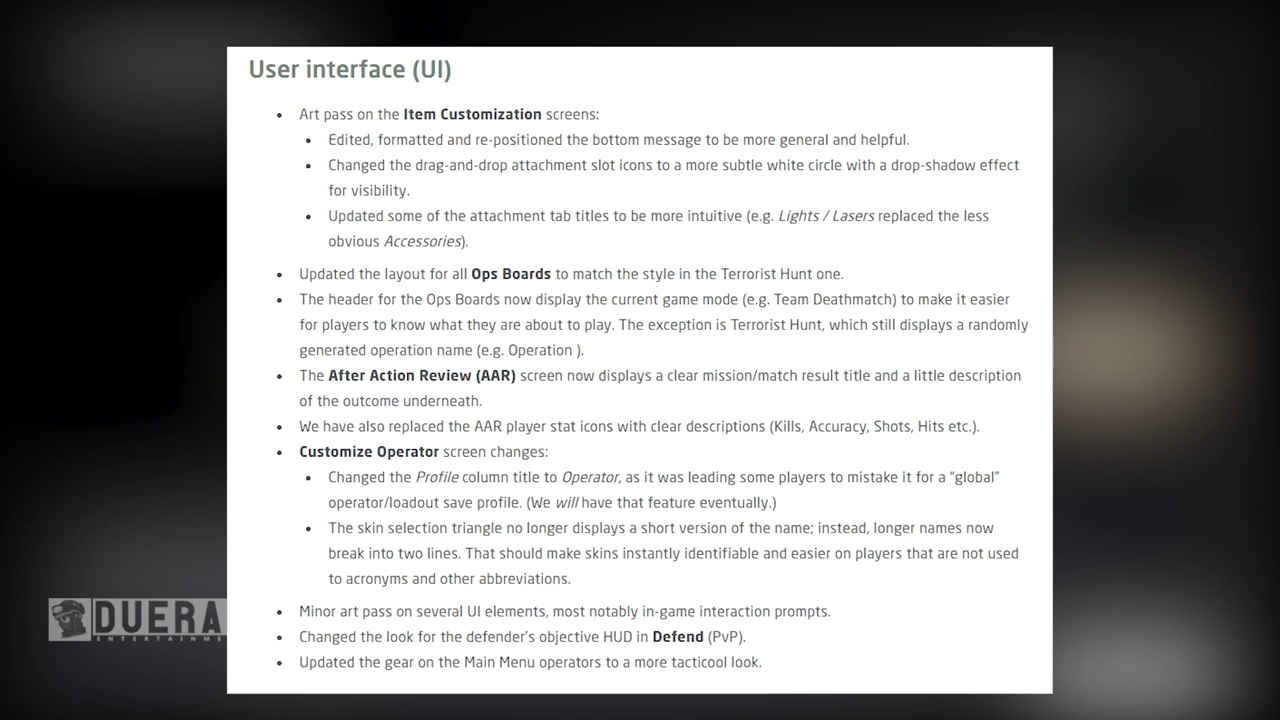 User interface (UI)
• Art pass on the Item Customization screens:
• Edited, formatted and re-positioned the bottom message to be more general and helpful.
• Changed the drag-and-drop attachment slot icons to a more subtle white circle with a drop-shadow effect
for visibility.
• Updated some of the attachment tab titles to be more intuitive (e.g. Lights / Lasers replaced the less
obvious Accessories).
• Updated the layout for all Ops Boards to match the style in the Terrorist Hunt one.
• The header for the Ops Boards now display the current game mode (e.g. Team Deathmatch) to make it easier
for players to know what they are about to play. The exception is Terrorist Hunt, which still displays a randomly
generated operation name (e.g. Operation ).
• The After Action Review (AAR) screen now displays a clear mission/match result title and a little description
of the outcome underneath.
• We have also replaced the AAR player stat icons with clear descriptions (Kills, Accuracy, Shots, Hits etc.).
• Customize Operator screen changes:
• Changed the Profile column title to Operator, as it was leading some players to mistake it for a "global"
operator/loadout save profile. (We will have that feature eventually.)
• The skin selection triangle no longer displays a short version of the name; instead, longer names now
break into two lines. That should make skins instantly identifiable and easier on players that are not used
to acronyms and other abbreviations.
• Minor art pass on several UI elements, most notably in-game interaction prompts.
• Changed the look for the defender's objective HUD in Defend (PvP).
• Updated the gear on the Main Menu operators to a more tacticool look.
DUERA
ENTERTAINME